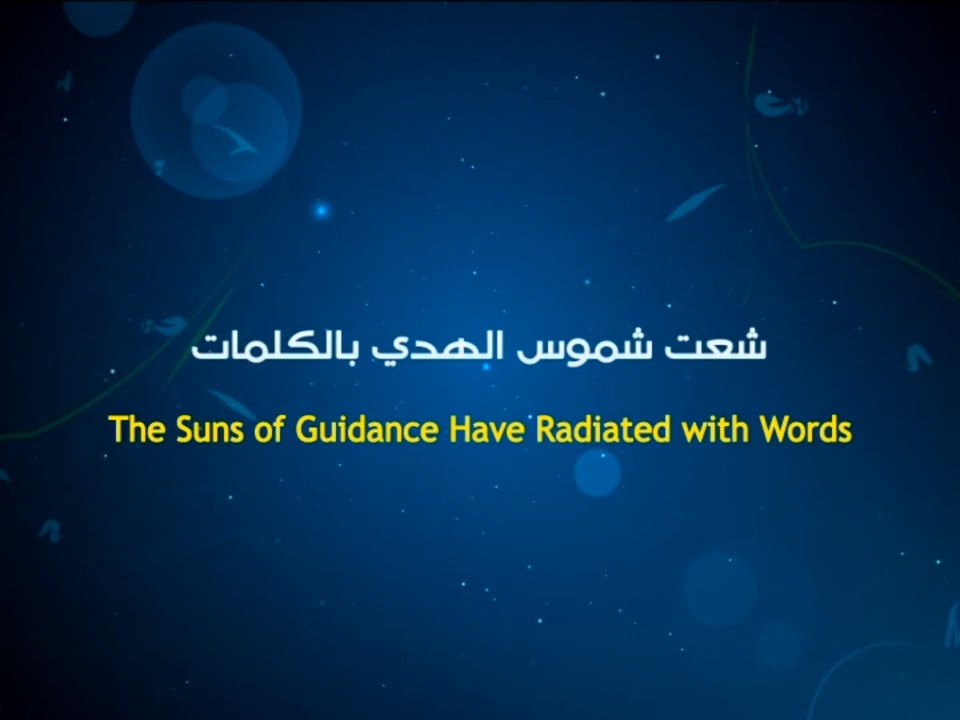 شعت شموس الهدي بالكلمات
The Suns of Guidance Have Radiated with Words